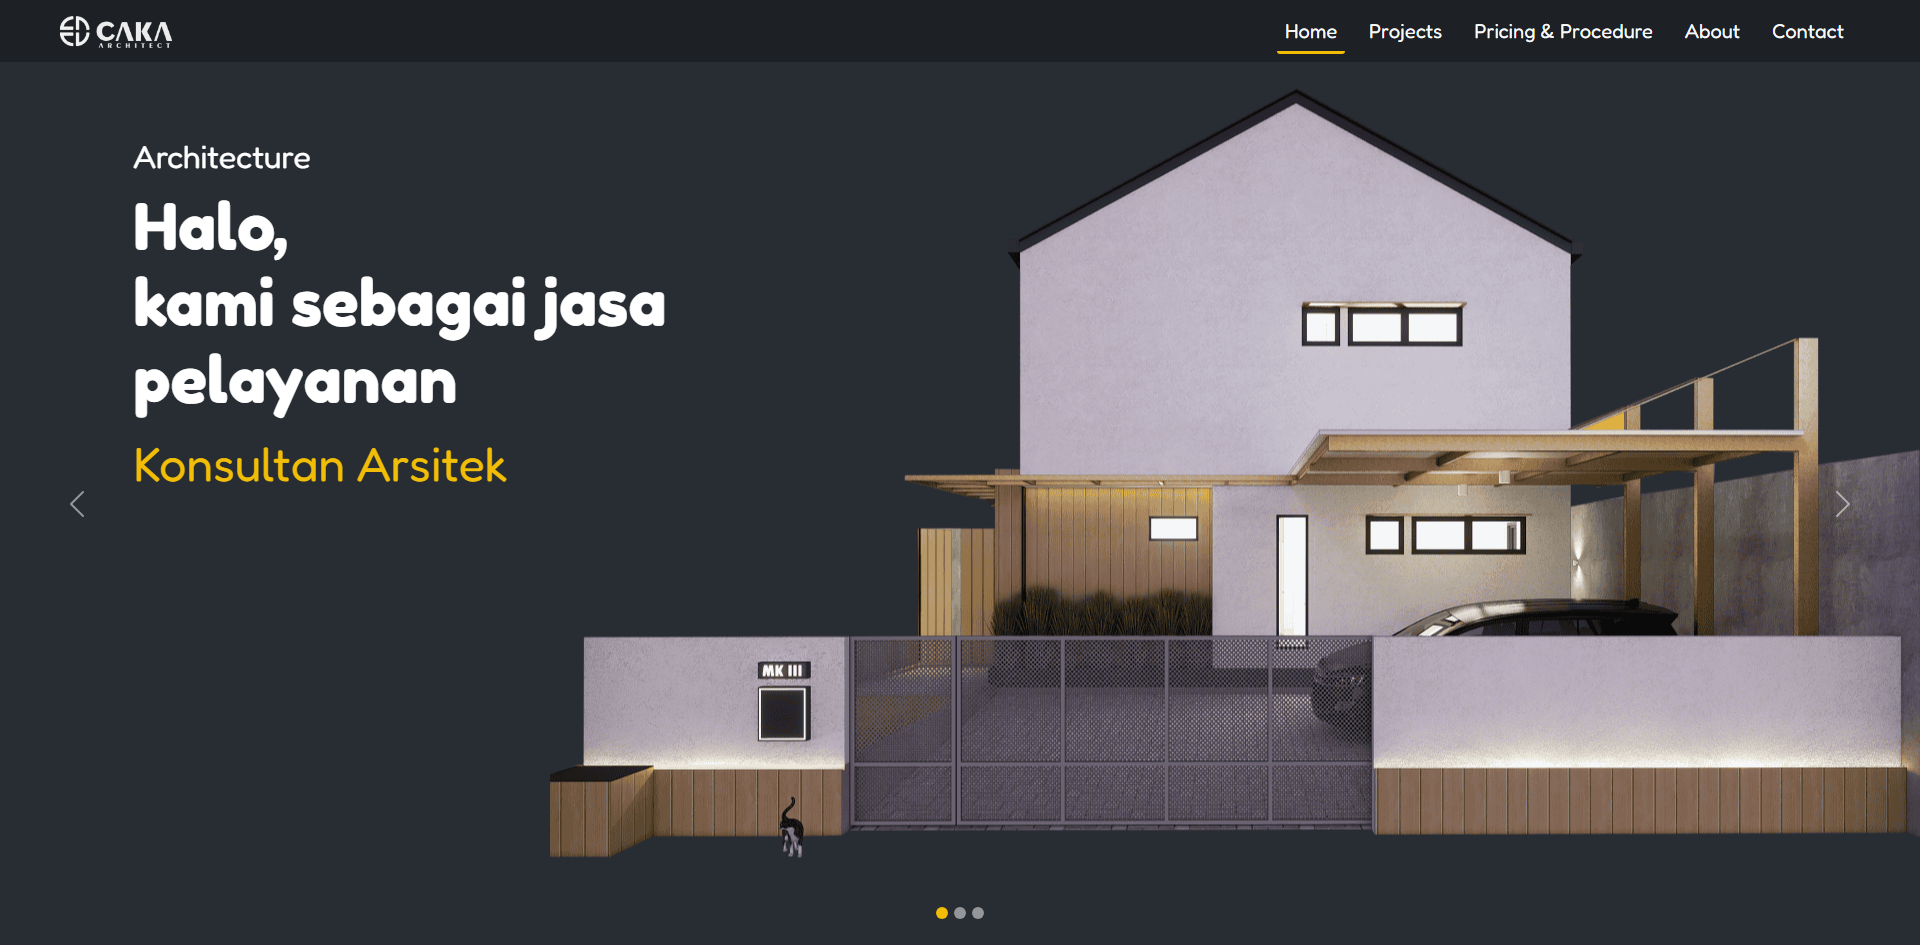 CAKA
ARCHITECT
Home Projects Pricing & Procedure About Contact
Architecture
Halo,
kami sebagai jasa
pelayanan
Konsultan Arsitek
MK III